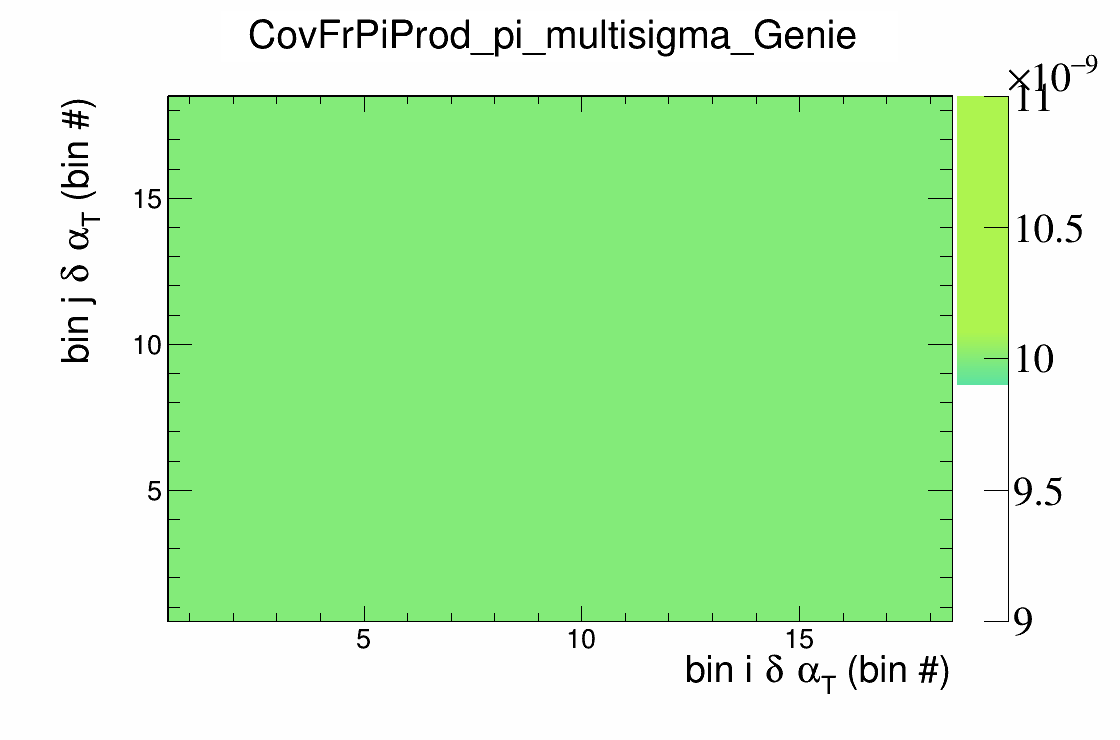 CovFrPiProd_pi_multisigma_Genie
×10⁻⁹
11
10.5
10
9.5
9
bin j δ α_T (bin #)
15
10
5
5 10 15
bin i δ α_T (bin #)